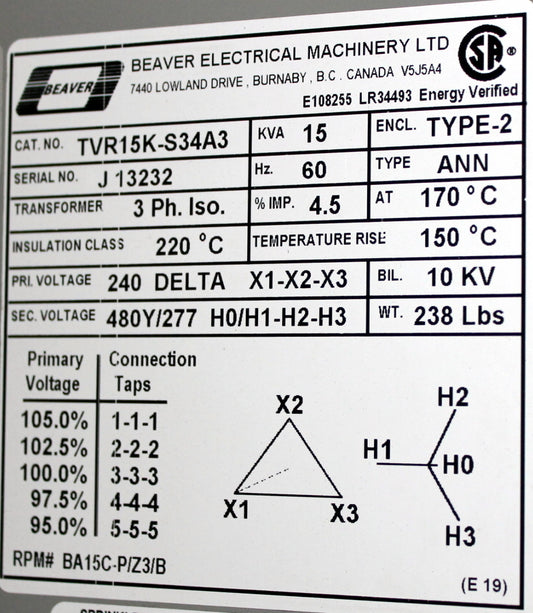 BEAVER
BEAVER ELECTRICAL MACHINERY LTD
7440 LOWLAND DRIVE, BURNABY, B.C. CANADA V5J5A4
E108255 LR34493 Energy Verified
SA ®
CAT. NO. TVR15K-S34A3 KVA 15 ENCL. TYPE-2
SERIAL NO. J 13232 Hz. 60 TYPE ANN
TRANSFORMER 3 Ph. Iso. % IMP. 4.5 AT 170 °C
INSULATION CLASS 220 °C TEMPERATURE RISE 150 °C
PRI. VOLTAGE 240 DELTA X1-X2-X3 BIL. 10 KV
SEC. VOLTAGE 480Y/277 H0/H1-H2-H3 WT. 238 Lbs
Primary Connection
Voltage Taps
105.0% 1-1-1
102.5% 2-2-2
100.0% 3-3-3
97.5% 4-4-4
95.0% 5-5-5
X2
X1
X3
H2
H1
H0
H3
RPM# BA15C-P/Z3/B
(E 19)